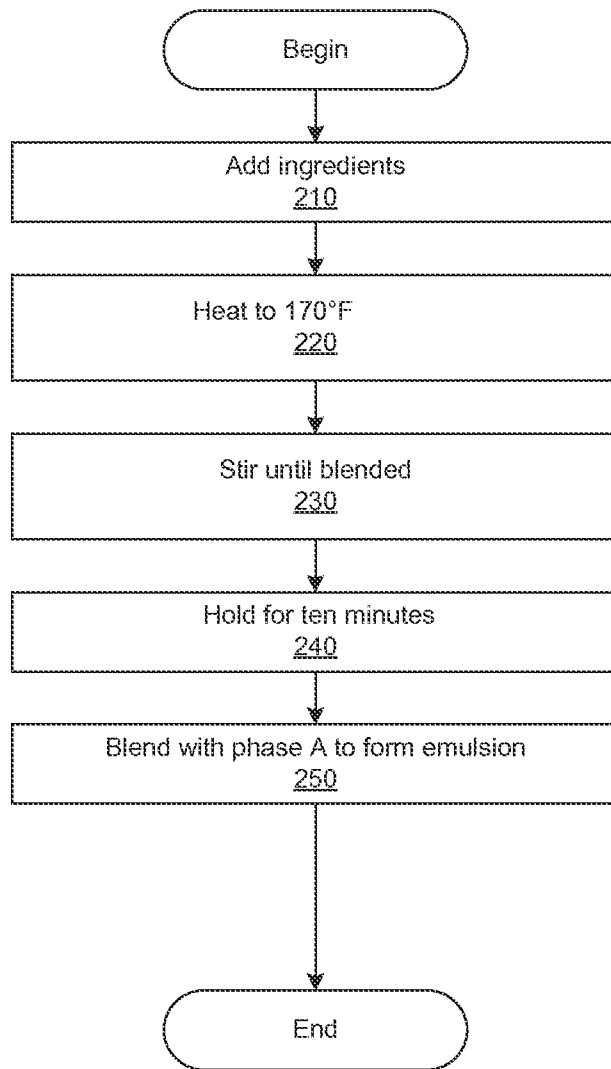 Begin
Add ingredients
210
Heat to 170°F
220
Stir until blended
230
Hold for ten minutes
240
Blend with phase A to form emulsion
250
End